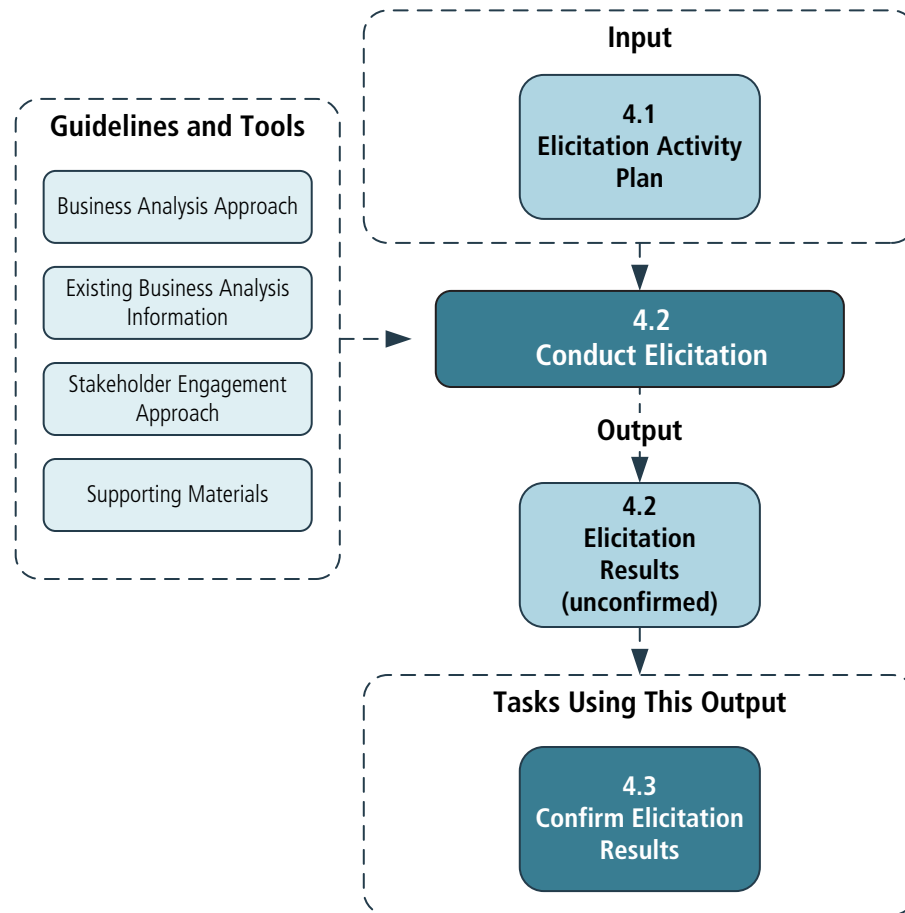 Input
4.1
Elicitation Activity
Plan
Guidelines and Tools
Business Analysis Approach
Existing Business Analysis
Information
Stakeholder Engagement
Approach
Supporting Materials
4.2
Conduct Elicitation
Output
4.2
Elicitation
Results
(unconfirmed)
Tasks Using This Output
4.3
Confirm Elicitation
Results